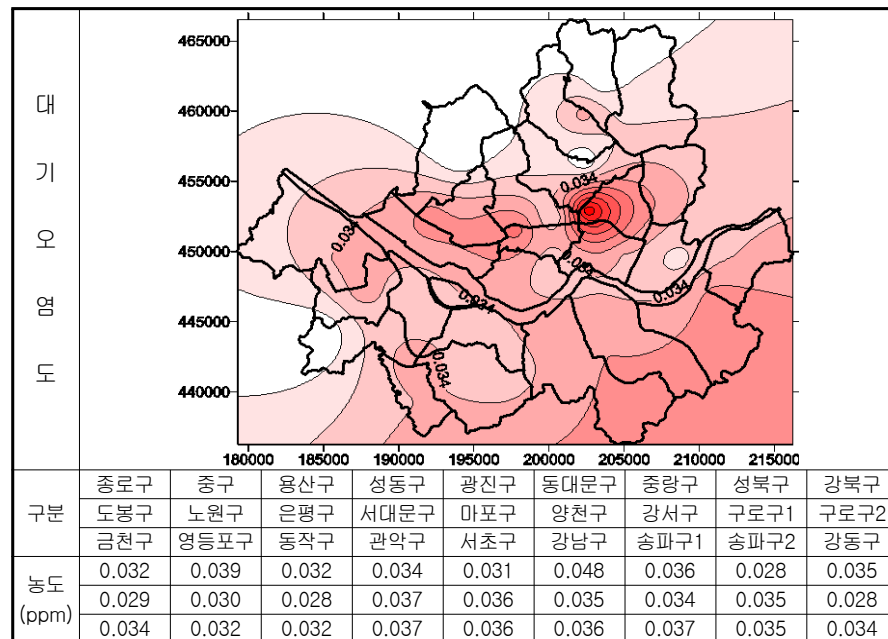 대기오염도
465000
460000
455000
450000
445000
440000
180000 185000 190000 195000 200000 205000 210000 215000
0.034
0.034
0.034
0.034
0.034
구분
종로구 중구 용산구 성동구 광진구 동대문구 중랑구 성북구 강북구
도봉구 노원구 은평구 서대문구 마포구 양천구 강서구 구로구1 구로구2
금천구 영등포구 동작구 관악구 서초구 강남구 송파구1 송파구2 강동구
농도
(ppm)
0.032 0.039 0.032 0.034 0.031 0.048 0.036 0.028 0.035
0.029 0.030 0.028 0.037 0.036 0.035 0.034 0.035 0.028
0.034 0.032 0.032 0.037 0.036 0.036 0.037 0.035 0.034